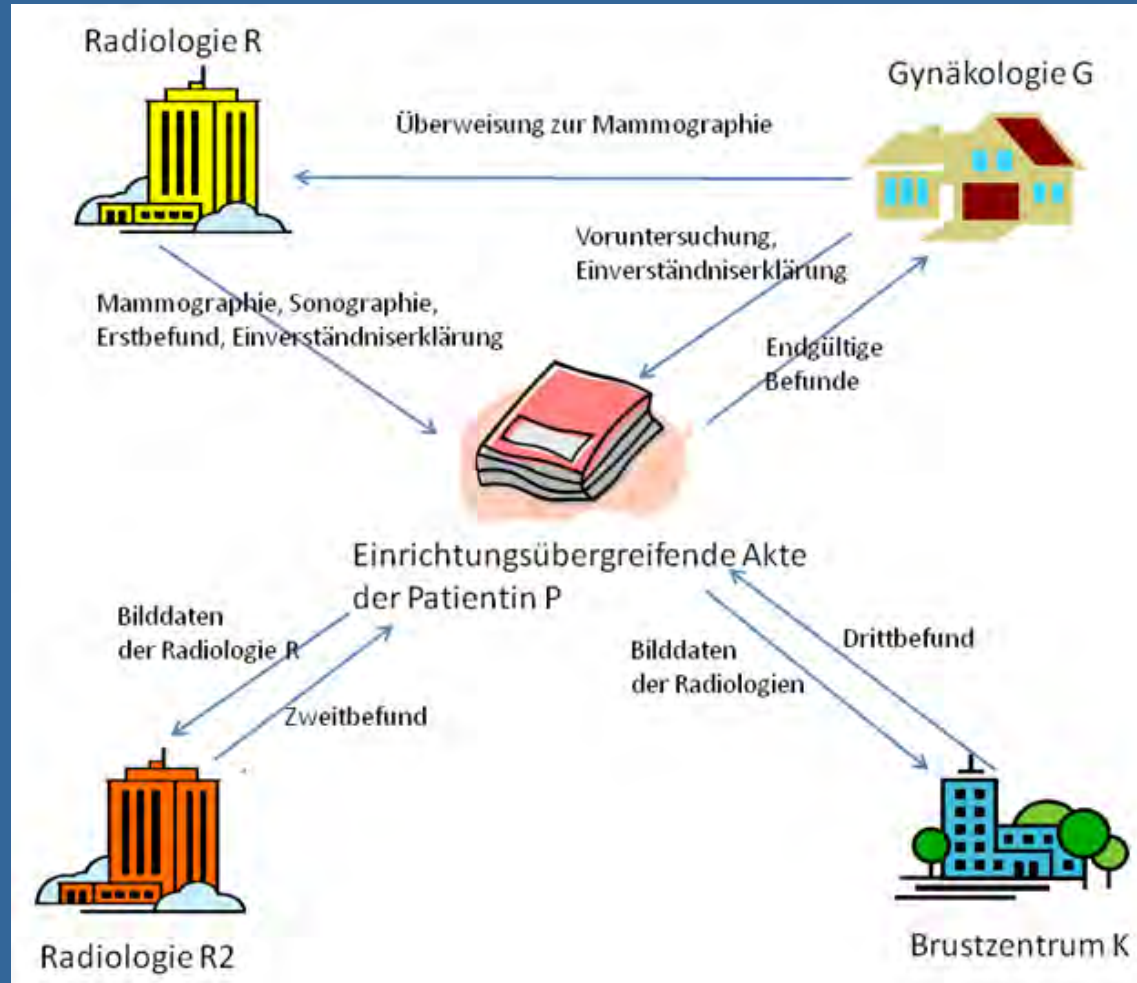 Radiologie R
Gynäkologie G
Überweisung zur Mammographie
Voruntersuchung,
Einverständniserklärung
Mammographie, Sonographie,
Erstbefund, Einverständniserklärung
Endgültige
Befunde
Einrichtungsübergreifende Akte
der Patientin P
Bilddaten
der Radiologie R
Zweitbefund
Bilddaten
der Radiologien
Drittbefund
Radiologie R2
Brustzentrum K